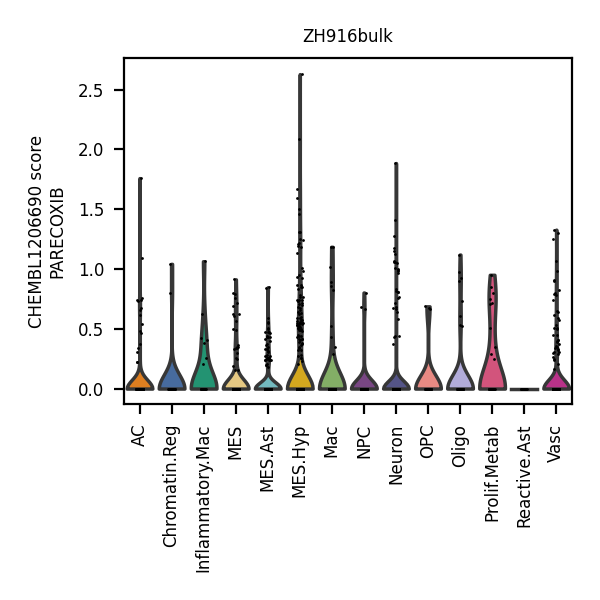 ZH916bulk
CHEMBL1206690 score
PARECOXIB
2.5
2.0
1.5
1.0
0.5
0.0
AC
Chromatin.Reg
Inflammatory.Mac
MES
MES.Ast
MES.Hyp
Mac
NPC
Neuron
OPC
Oligo
Prolif.Metab
Reactive.Ast
Vasc